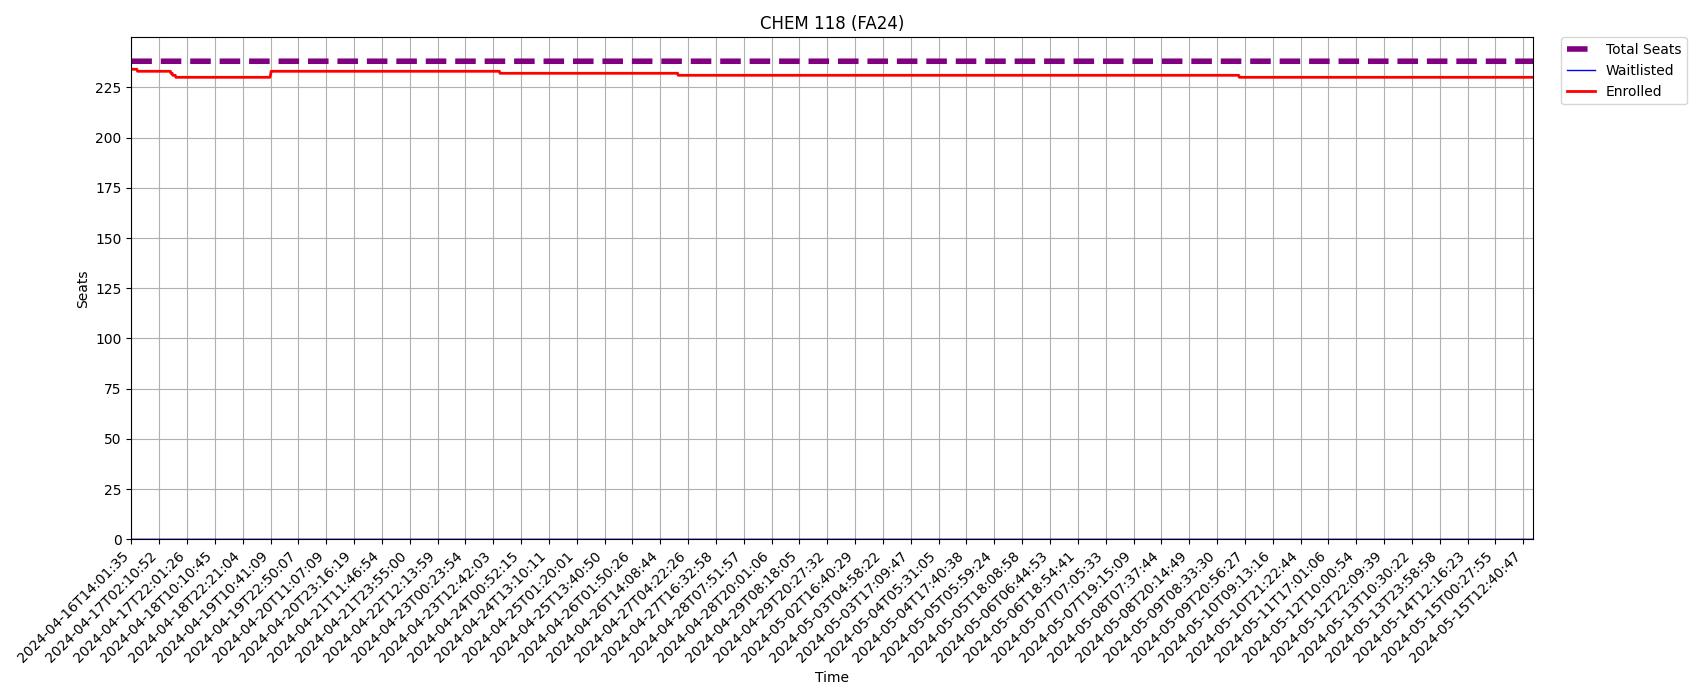 CHEM 118 (FA24)
Total Seats
Waitlisted
Enrolled
225
200
175
150
125
100
75
50
25
0
Seats
2024-04-16T14:01:35
2024-04-17T02:10:52
2024-04-17T22:01:26
2024-04-18T10:10:45
2024-04-18T22:21:04
2024-04-19T10:41:09
2024-04-19T22:50:07
2024-04-20T11:07:09
2024-04-20T23:16:19
2024-04-21T11:46:54
2024-04-21T23:55:00
2024-04-22T12:13:59
2024-04-23T00:23:54
2024-04-23T12:42:03
2024-04-24T00:52:15
2024-04-24T13:10:11
2024-04-25T01:20:01
2024-04-25T13:40:50
2024-04-26T01:50:26
2024-04-26T14:08:44
2024-04-27T04:22:26
2024-04-27T16:32:58
2024-04-28T07:51:57
2024-04-28T20:01:06
2024-04-29T08:18:05
2024-04-29T20:27:32
2024-05-02T16:40:29
2024-05-03T04:58:22
2024-05-03T17:09:47
2024-05-04T05:31:05
2024-05-04T17:40:38
2024-05-05T05:59:24
2024-05-05T18:08:58
2024-05-06T06:44:53
2024-05-06T18:54:41
2024-05-07T07:05:33
2024-05-07T19:15:09
2024-05-08T07:37:44
2024-05-08T20:14:49
2024-05-09T08:33:30
2024-05-09T20:56:27
2024-05-10T09:13:16
2024-05-10T21:22:44
2024-05-11T17:01:06
2024-05-12T10:00:54
2024-05-12T22:09:39
2024-05-13T10:30:22
2024-05-13T23:58:58
2024-05-14T12:16:23
2024-05-15T00:27:55
2024-05-15T12:40:47
Time